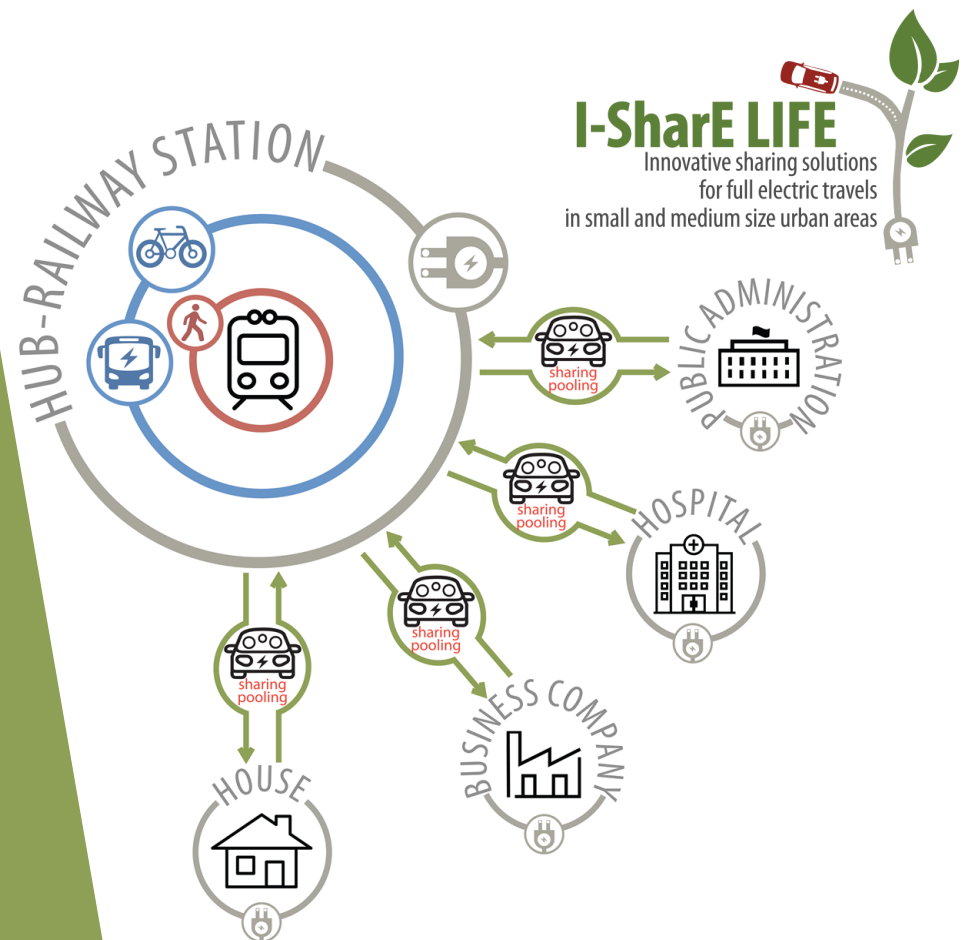 I-SharE LIFE
Innovative sharing solutions
for full electric travels
in small and medium size urban areas
HUB-RAILWAY STATION
sharing
pooling
PUBLIC ADMINISTRATION
sharing
pooling
HOSPITAL
sharing
pooling
BUSINESS COMPANY
sharing
pooling
HOUSE